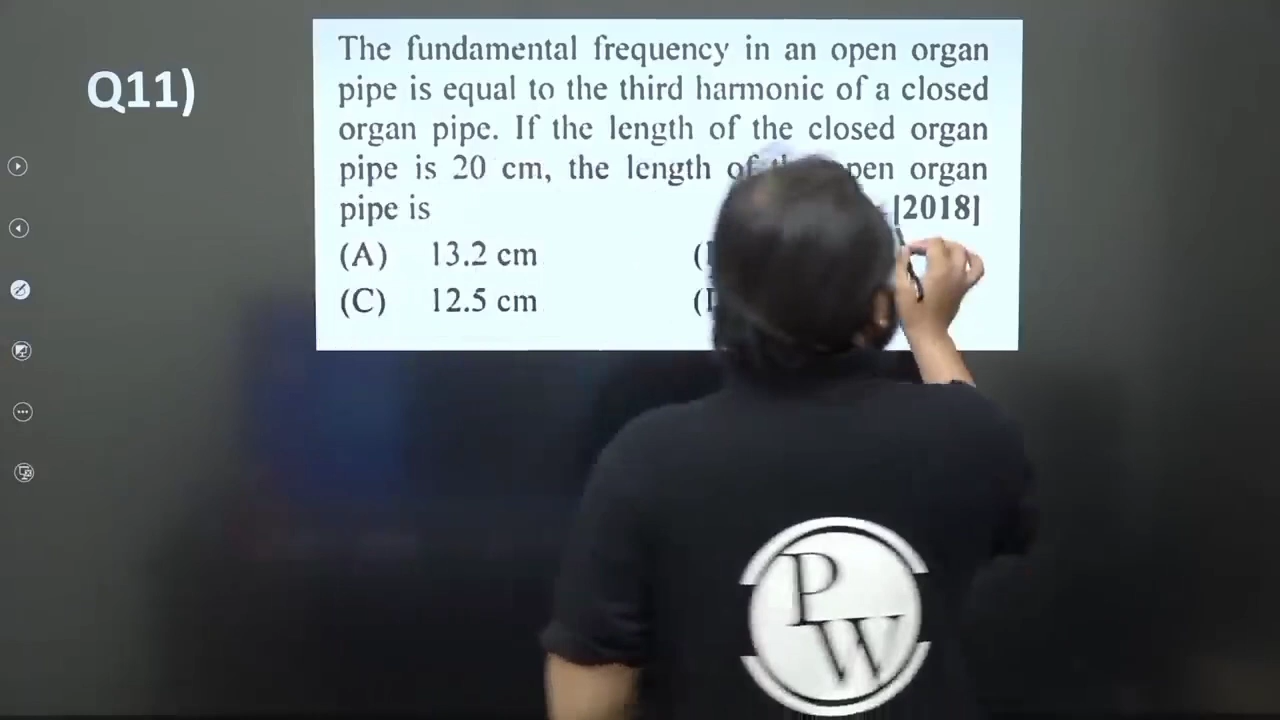 Q11)
The fundamental frequency in an open organ
pipe is equal to the third harmonic of a closed
organ pipe. If the length of the closed organ
pipe is 20 cm, the length of organ
pipe is [2018]
(A) 13.2 cm
(C) 12.5 cm
P
W